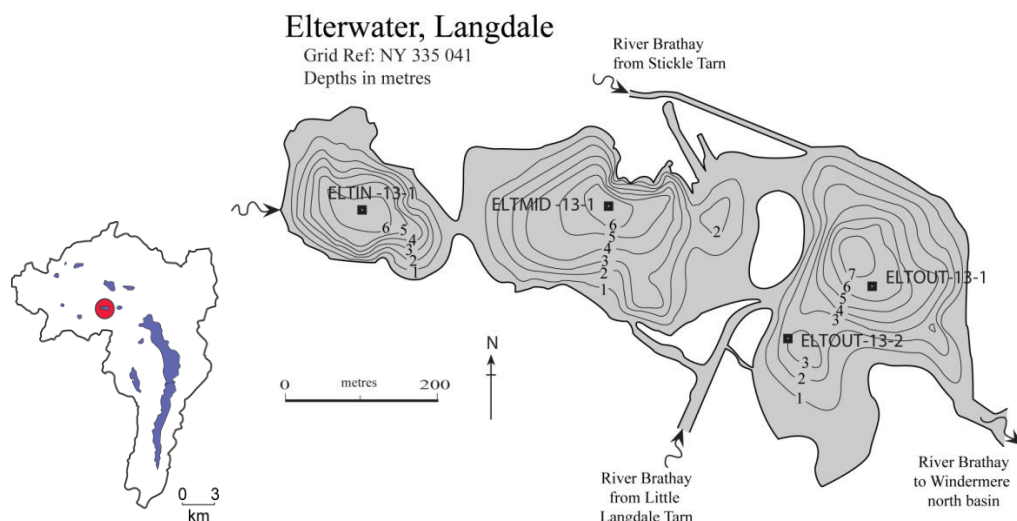 Elterwater, Langdale
Grid Ref: NY 335 041
Depths in metres
River Brathay
from Stickle Tarn
ELTIN -13-1
6
5
4
3
2
1
ELTMID -13-1
6
5
4
3
2
1
2
7
6
5
4
3
ELTOUT-13-1
ELTOUT-13-2
3
2
1
0 metres 200
N
River Brathay
from Little
Langdale Tarn
River Brathay
to Windermere
north basin
0 3
km